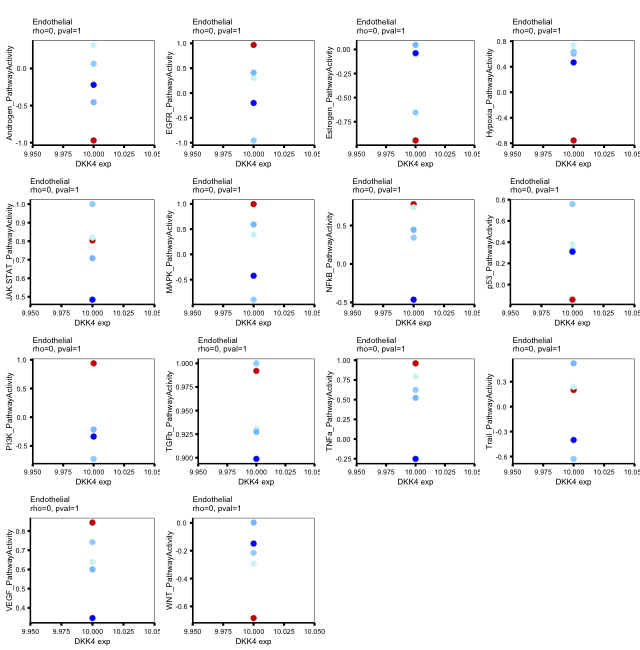 Endothelial
rho=0, pval=1
Androgen_PathwayActivity
0.0
-0.5
-1.0
9.950 9.975 10.000 10.025 10.05
DKK4 exp
Endothelial
rho=0, pval=1
EGFR_PathwayActivity
1.0
0.5
0.0
-0.5
-1.0
9.950 9.975 10.000 10.025 10.05
DKK4 exp
Endothelial
rho=0, pval=1
Estrogen_PathwayActivity
0.00
-0.25
-0.50
-0.75
9.950 9.975 10.000 10.025 10.05
DKK4 exp
Endothelial
rho=0, pval=1
Hypoxia_PathwayActivity
0.8
0.4
0.0
-0.4
-0.8
9.950 9.975 10.000 10.025 10.05
DKK4 exp
Endothelial
rho=0, pval=1
JAK.STAT_PathwayActivity
1.0
0.9
0.8
0.7
0.6
0.5
9.950 9.975 10.000 10.025 10.05
DKK4 exp
Endothelial
rho=0, pval=1
MAPK_PathwayActivity
1.0
0.5
0.0
-0.5
9.950 9.975 10.000 10.025 10.05
DKK4 exp
Endothelial
rho=0, pval=1
NFkB_PathwayActivity
0.5
0.0
-0.5
9.950 9.975 10.000 10.025 10.05
DKK4 exp
Endothelial
rho=0, pval=1
p53_PathwayActivity
0.8
0.6
0.4
0.2
0.0
9.950 9.975 10.000 10.025 10.05
DKK4 exp
Endothelial
rho=0, pval=1
PI3K_PathwayActivity
1.0
0.5
0.0
-0.5
9.950 9.975 10.000 10.025 10.05
DKK4 exp
Endothelial
rho=0, pval=1
TGFb_PathwayActivity
1.000
0.975
0.950
0.925
0.900
9.950 9.975 10.000 10.025 10.05
DKK4 exp
Endothelial
rho=0, pval=1
TNFa_PathwayActivity
1.00
0.75
0.50
0.25
0.00
-0.25
9.950 9.975 10.000 10.025 10.05
DKK4 exp
Endothelial
rho=0, pval=1
Trail_PathwayActivity
0.3
0.0
-0.3
-0.6
9.950 9.975 10.000 10.025 10.05
DKK4 exp
Endothelial
rho=0, pval=1
VEGF_PathwayActivity
0.8
0.7
0.6
0.5
0.4
9.950 9.975 10.000 10.025 10.05
DKK4 exp
Endothelial
rho=0, pval=1
WNT_PathwayActivity
0.0
-0.2
-0.4
-0.6
9.950 9.975 10.000 10.025 10.050
DKK4 exp